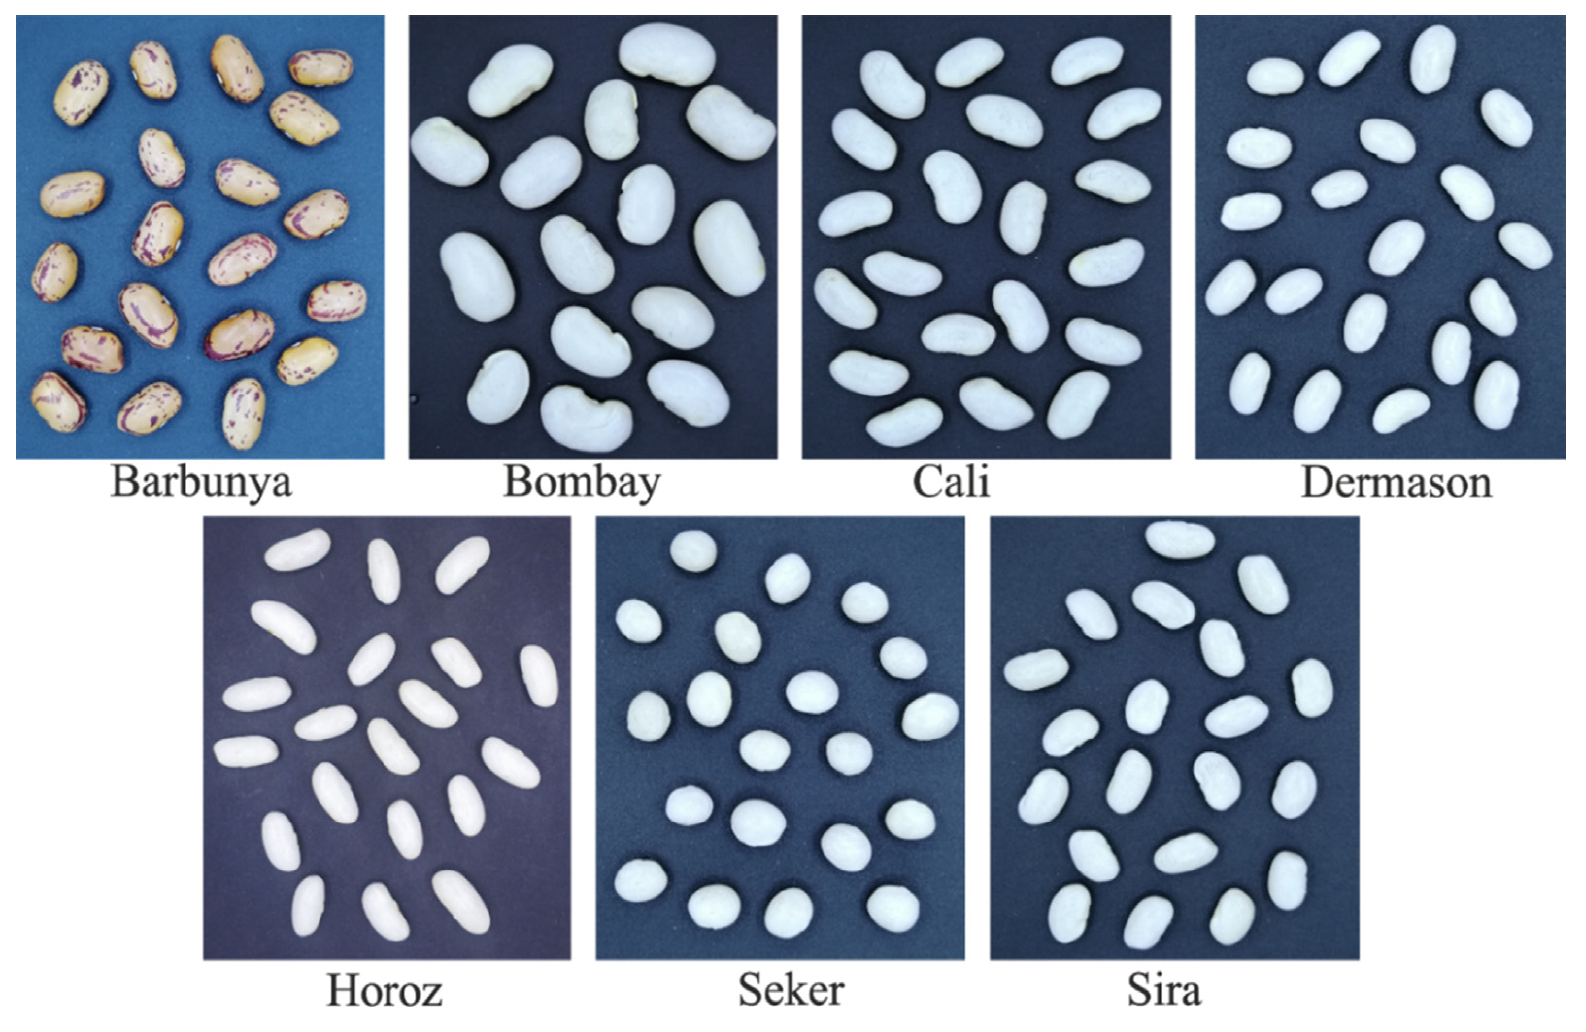 Barbunya
Bombay
Cali
Dermason
Horoz
Seker
Sira